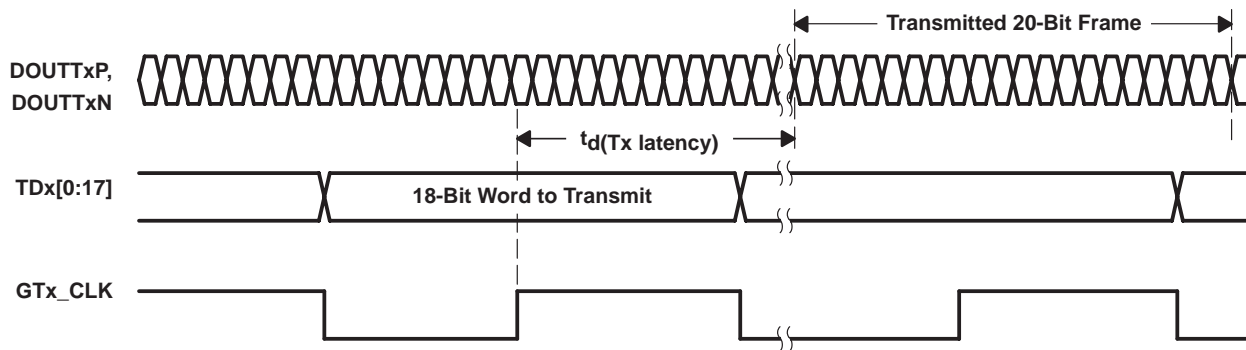 Transmitted 20-Bit Frame
DOUTTxP,
DOUTTxN
td(Tx latency)
TDx[0:17]
18-Bit Word to Transmit
GTx_CLK